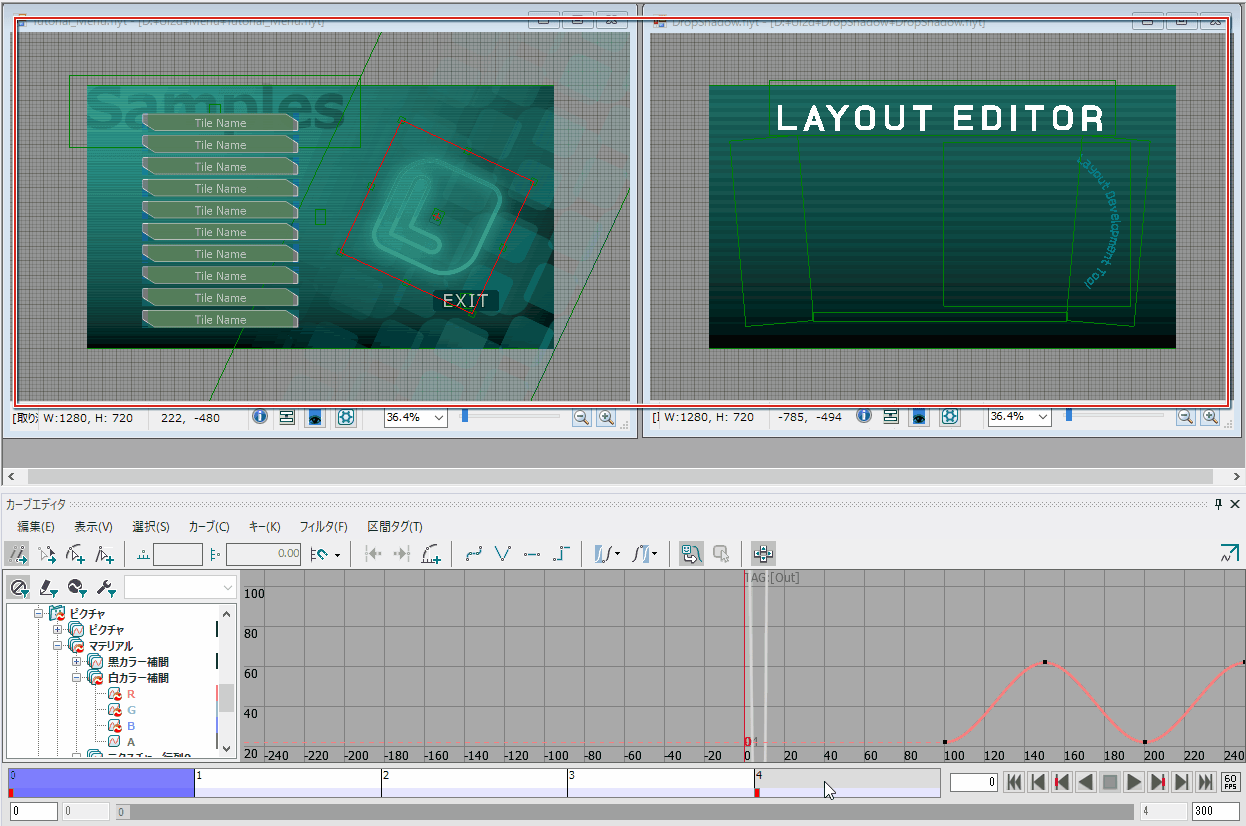 Tutorial_Menu.flyt - [D:¥Ui2d¥Menu¥Tutorial_Menu.flyt]
DropShadow.flyt - [D:¥Ui2d¥DropShadow¥DropShadow.flyt]
Samples
Tile Name
Tile Name
Tile Name
Tile Name
Tile Name
Tile Name
Tile Name
Tile Name
Tile Name
Tile Name
EXIT
LAYOUT EDITOR
Layout Development Tool
W:1280, H: 720 222, -480 36.4%
W:1280, H: 720 -785, -494 36.4%
カーブエディタ
編集(E) 表示(V) 選択(S) カーブ(C) キー(K) フィルタ(F) 区間タグ(T)
0.00
ピクチャ
ピクチャ
マテリアル
黒カラー補間
白カラー補間
R
G
B
A
TAG:[Out]
100
80
60
40
20
-240 -220 -200 -180 -160 -140 -120 -100 -80 -60 -40 -20 0 20 40 60 80 100 120 140 160 180 200 220 240
0 1 2 3 4
0
60 FPS
0 0 0 4 300